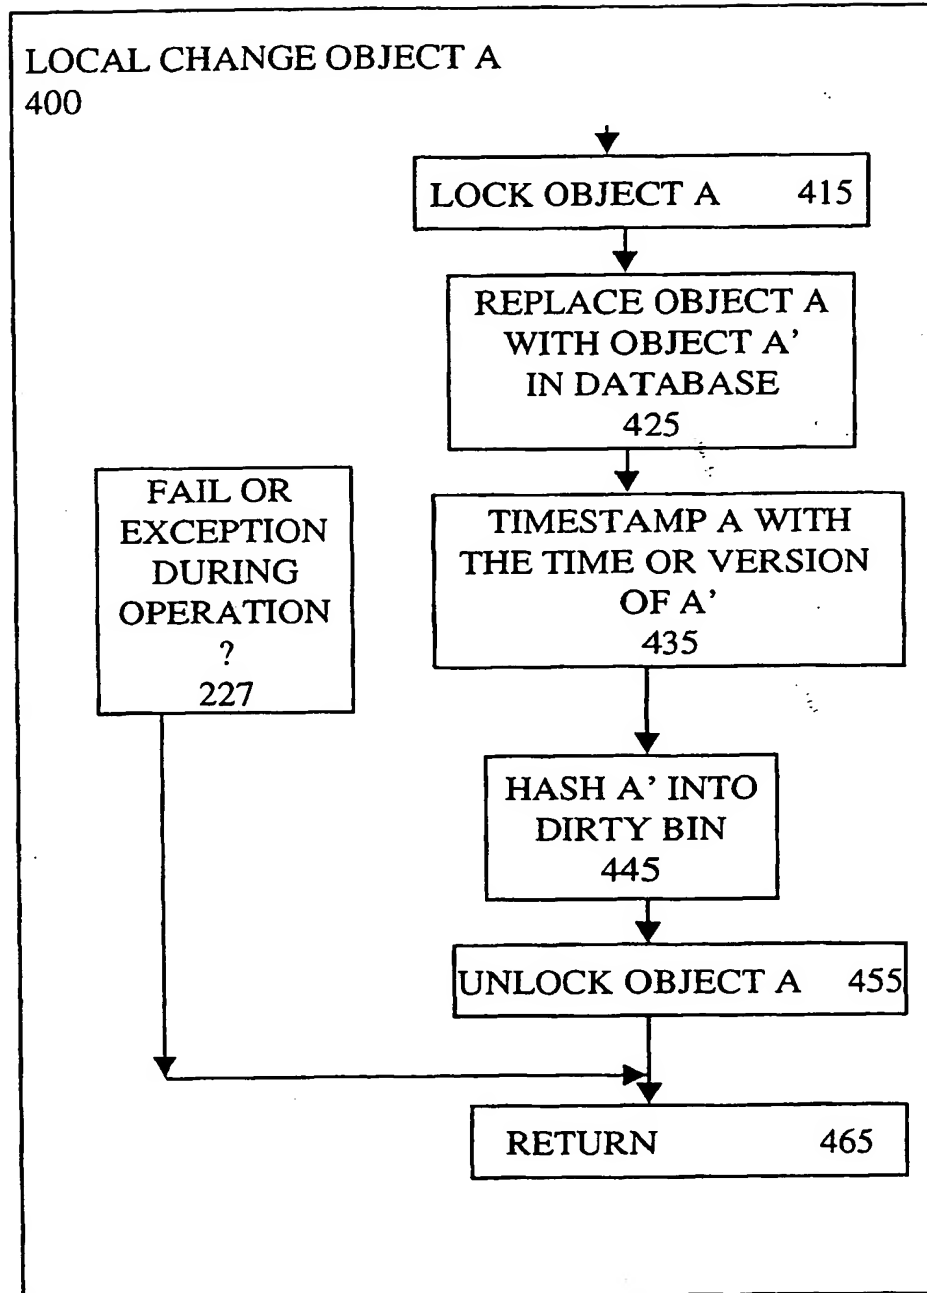 LOCAL CHANGE OBJECT A
400
LOCK OBJECT A 415
REPLACE OBJECT A
WITH OBJECT A'
IN DATABASE
425
FAIL OR
EXCEPTION
DURING
OPERATION
?
227
TIMESTAMP A WITH
THE TIME OR VERSION
OF A'
435
HASH A' INTO
DIRTY BIN
445
UNLOCK OBJECT A 455
RETURN 465